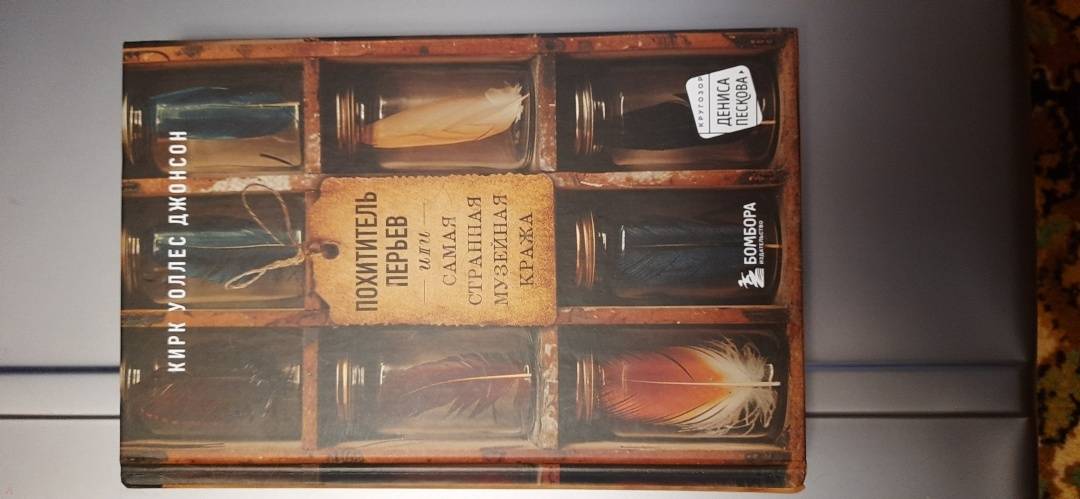 КИРК УОЛЛЕС ДЖОНСОН
ПОХИТИТЕЛЬ
ПЕРЬЕВ
или
САМАЯ
СТРАННАЯ
МУЗЕЙНАЯ
КРАЖА
КРУГОЗОР
ДЕНИСА
ПЕСКОВА
БОМБОРА
ИЗДАТЕЛЬСТВО